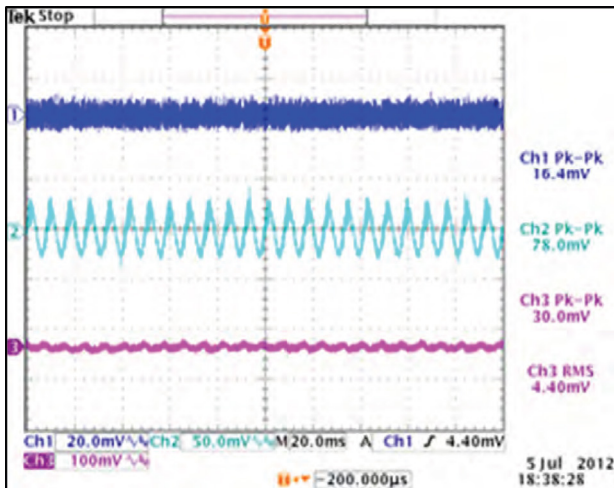 Tek Stop
T
T
1
Ch1 Pk-Pk
16.4mV
2
Ch2 Pk-Pk
78.0mV
Ch3 Pk-Pk
30.0mV
3
Ch3 RMS
4.40mV
Ch1 20.0mV Ch2 50.0mV M 20.0ms A Ch1 4.40mV
Ch3 100mV
-200.000µs
5 Jul 2012
18:38:28